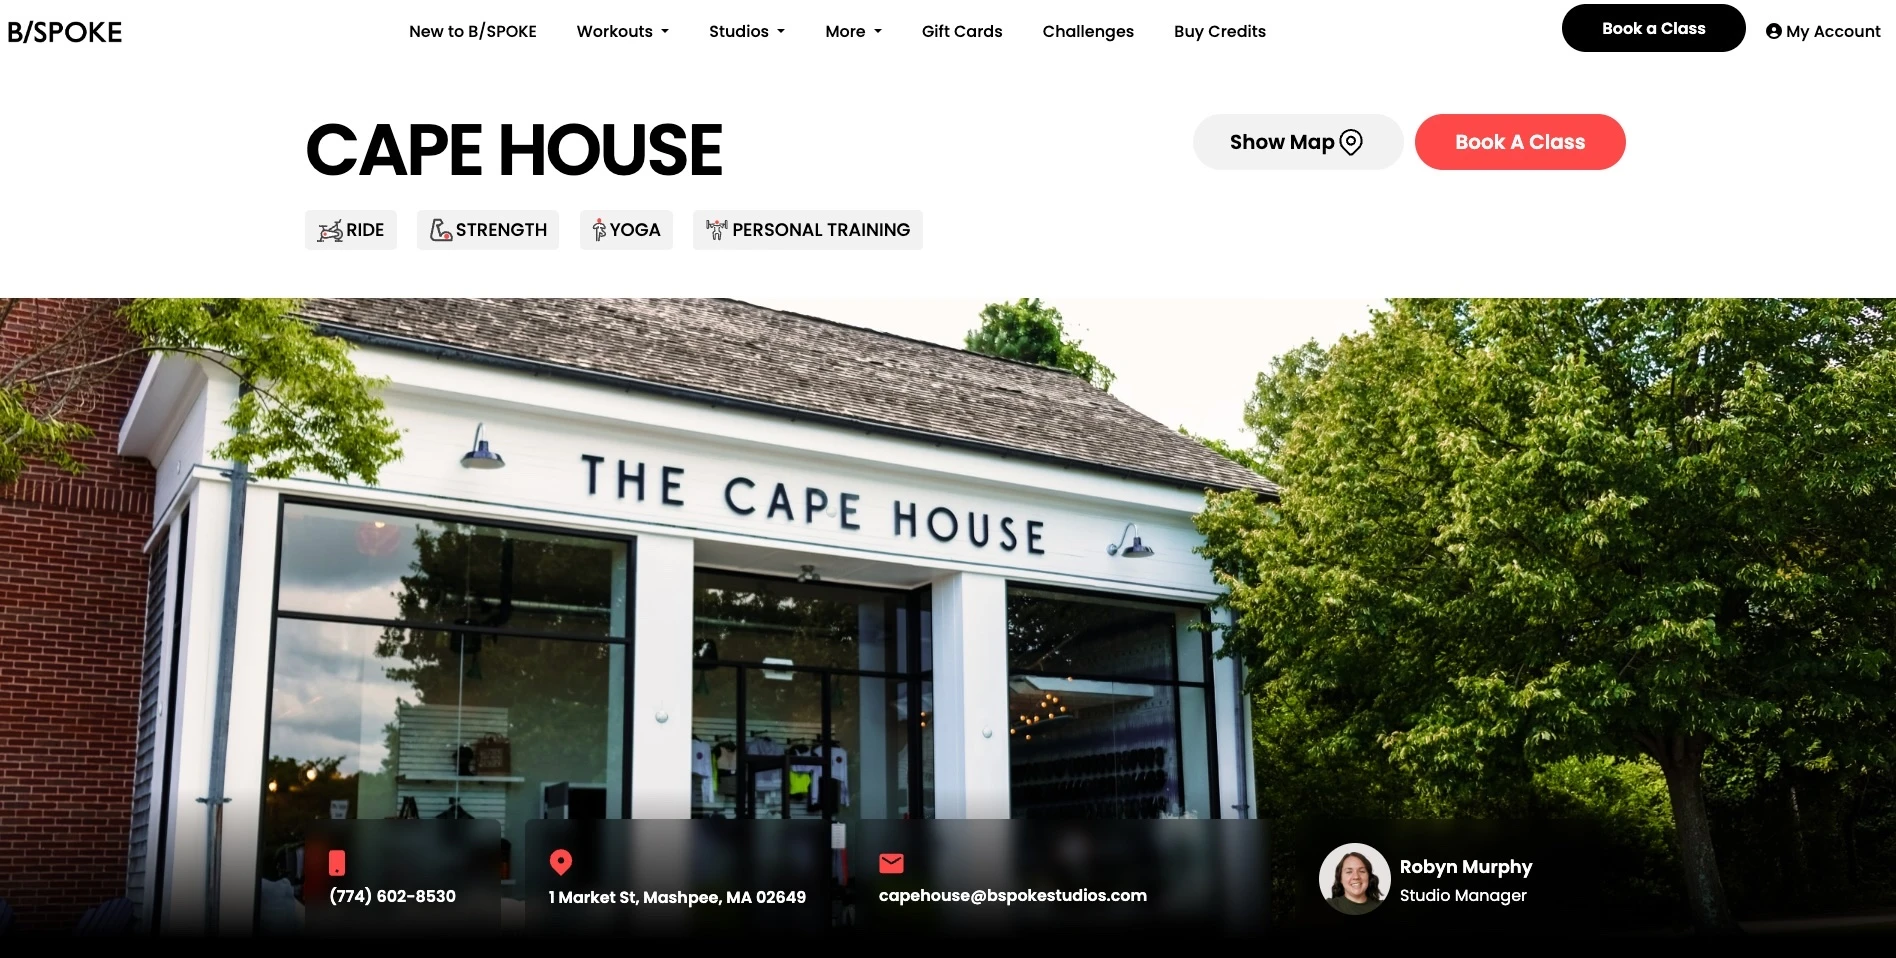 B/SPOKE
New to B/SPOKE
Workouts
Studios
More
Gift Cards
Challenges
Buy Credits
Book a Class
My Account
CAPE HOUSE
Show Map
Book A Class
RIDE
STRENGTH
YOGA
PERSONAL TRAINING
THE CAPE HOUSE
(774) 602-8530
1 Market St, Mashpee, MA 02649
capehouse@bspokestudios.com
Robyn Murphy
Studio Manager